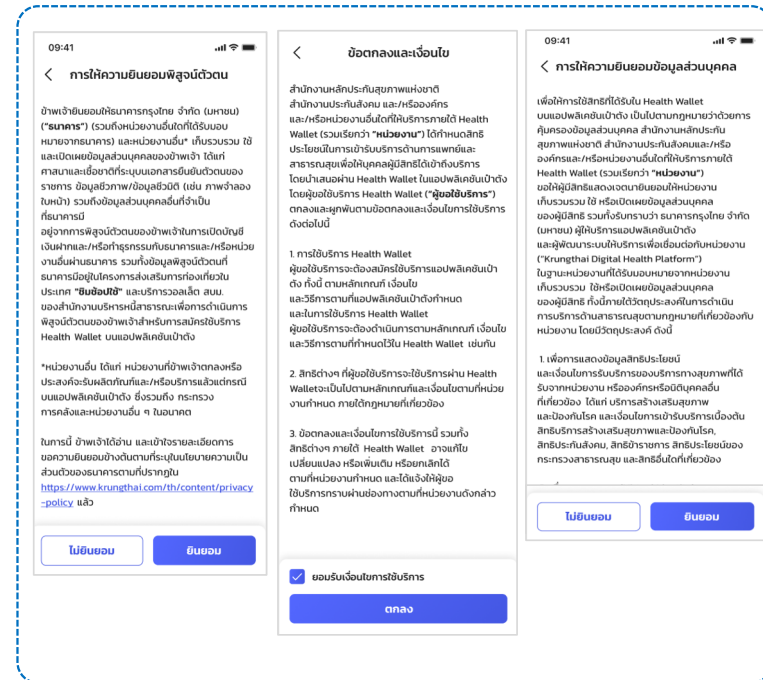 09:41
การให้ความยินยอมพิสูจน์ตัวตน
ข้าพเจ้ายินยอมให้ธนาคารกรุงไทย จำกัด (มหาชน)
("ธนาคาร") (รวมถึงหน่วยงานอื่นใดที่ได้รับมอบ
หมายจากธนาคาร) และหน่วยงานอื่น* เก็บรวบรวม ใช้
และเปิดเผยข้อมูลส่วนบุคคลของข้าพเจ้า ได้แก่
ศาสนาและเชื้อชาติที่ระบุบนเอกสารยืนยันตัวตนของ
ราชการ ข้อมูลชีวภาพ/ข้อมูลชีวมิติ (เช่น ภาพจำลอง
ใบหน้า) รวมถึงข้อมูลส่วนบุคคลอื่นที่จำเป็น
ที่ธนาคารมี
อยู่จากการพิสูจน์ตัวตนของข้าพเจ้าในการเปิดบัญชี
เงินฝากและ/หรือทำธุรกรรมกับธนาคารและ/หรือหน่วย
งานอื่นผ่านธนาคาร รวมทั้งข้อมูลพิสูจน์ตัวตนที่
ธนาคารมีอยู่ในโครงการส่งเสริมการท่องเที่ยวใน
ประเทศ "ชิมช้อปใช้" และบริการวอลเล็ต สบม.
ของสำนักงานบริหารหนี้สาธารณะเพื่อการดำเนินการ
พิสูจน์ตัวตนของข้าพเจ้าสำหรับการสมัครใช้บริการ
Health Wallet บนแอปพลิเคชันเป๋าตัง
*หน่วยงานอื่น ได้แก่ หน่วยงานที่ข้าพเจ้าตกลงหรือ
ประสงค์จะรับผลิตภัณฑ์และ/หรือบริการแล้วแต่กรณี
บนแอปพลิเคชันเป๋าตัง ซึ่งรวมถึง กระทรวง
การคลังและหน่วยงานอื่น ๆ ในอนาคต
ในการนี้ ข้าพเจ้าได้อ่าน และเข้าใจรายละเอียดการ
ขอความยินยอมข้างต้นตามที่ระบุในนโยบายความเป็น
ส่วนตัวของธนาคารตามที่ปรากฏใน
https://www.krungthai.com/th/content/privacy
-policy แล้ว
ไม่ยินยอม
ยินยอม
ข้อตกลงและเงื่อนไข
สำนักงานหลักประกันสุขภาพแห่งชาติ
สำนักงานประกันสังคม และ/หรือองค์กร
และ/หรือหน่วยงานอื่นใดที่ให้บริการภายใต้ Health
Wallet (รวมเรียกว่า "หน่วยงาน") ได้กำหนดสิทธิ
ประโยชน์ในการเข้ารับบริการด้านการแพทย์และ
สาธารณสุขเพื่อให้บุคคลผู้มีสิทธิได้เข้าถึงบริการ
โดยนำเสนอผ่าน Health Wallet ในแอปพลิเคชันเป๋าตัง
โดยผู้ขอใช้บริการ Health Wallet ("ผู้ขอใช้บริการ")
ตกลงและผูกพันตามข้อตกลงและเงื่อนไขการใช้บริการ
ดังต่อไปนี้
1. การใช้บริการ Health Wallet
ผู้ขอใช้บริการจะต้องสมัครใช้บริการแอปพลิเคชันเป๋า
ตัง ทั้งนี้ ตามหลักเกณฑ์ เงื่อนไข
และวิธีการตามที่แอปพลิเคชันเป๋าตังกำหนด
และในการใช้บริการ Health Wallet
ผู้ขอใช้บริการจะต้องดำเนินการตามหลักเกณฑ์ เงื่อนไข
และวิธีการตามที่กำหนดไว้ใน Health Wallet เช่นกัน
2. สิทธิต่างๆ ที่ผู้ขอใช้บริการจะใช้บริการผ่าน Health
Walletจะเป็นไปตามหลักเกณฑ์และเงื่อนไขตามที่หน่วย
งานกำหนด ภายใต้กฎหมายที่เกี่ยวข้อง
3. ข้อตกลงและเงื่อนไขการใช้บริการนี้ รวมทั้ง
สิทธิต่างๆ ภายใต้ Health Wallet อาจแก้ไข
เปลี่ยนแปลง หรือเพิ่มเติม หรือยกเลิกได้
ตามที่หน่วยงานกำหนด และได้แจ้งให้ผู้ขอ
ใช้บริการทราบผ่านช่องทางตามที่หน่วยงานดังกล่าว
กำหนด
ยอมรับเงื่อนไขการใช้บริการ
ตกลง
09:41
การให้ความยินยอมข้อมูลส่วนบุคคล
เพื่อให้การใช้สิทธิที่ได้รับใน Health Wallet
บนแอปพลิเคชันเป๋าตัง เป็นไปตามกฎหมายว่าด้วยการ
คุ้มครองข้อมูลส่วนบุคคล สำนักงานหลักประกัน
สุขภาพแห่งชาติ สำนักงานประกันสังคมและ/หรือ
องค์กรและ/หรือหน่วยงานอื่นใดที่ให้บริการภายใต้
Health Wallet (รวมเรียกว่า "หน่วยงาน")
ขอให้ผู้มีสิทธิแสดงเจตนายินยอมให้หน่วยงาน
เก็บรวบรวม ใช้ หรือเปิดเผยข้อมูลส่วนบุคคล
ของผู้มีสิทธิ รวมทั้งรับทราบว่า ธนาคารกรุงไทย จำกัด
(มหาชน) ผู้ให้บริการแอปพลิเคชันเป๋าตัง
และผู้พัฒนาระบบให้บริการเพื่อเชื่อมต่อกับหน่วยงาน
("Krungthai Digital Health Platform")
ในฐานะหน่วยงานที่ได้รับมอบหมายจากหน่วยงาน
เก็บรวบรวม ใช้หรือเปิดเผยข้อมูลส่วนบุคคล
ของผู้มีสิทธิ ทั้งนี้ภายใต้วัตถุประสงค์ในการดำเนิน
การบริการด้านสาธารณสุขตามกฎหมายที่เกี่ยวข้องกับ
หน่วยงาน โดยมีวัตถุประสงค์ ดังนี้
1. เพื่อการแสดงข้อมูลสิทธิประโยชน์
และเงื่อนไขการรับบริการของบริการทางสุขภาพที่ได้
รับจากหน่วยงาน หรือองค์กรหรือนิติบุคคลอื่น
ที่เกี่ยวข้อง ได้แก่ บริการสร้างเสริมสุขภาพ
และป้องกันโรค และเงื่อนไขการเข้ารับบริการเบื้องต้น
สิทธิบริการสร้างเสริมสุขภาพและป้องกันโรค,
สิทธิประกันสังคม, สิทธิข้าราชการ สิทธิประโยชน์ของ
กระทรวงสาธารณสุข และสิทธิอื่นใดที่เกี่ยวข้อง
ไม่ยินยอม
ยินยอม